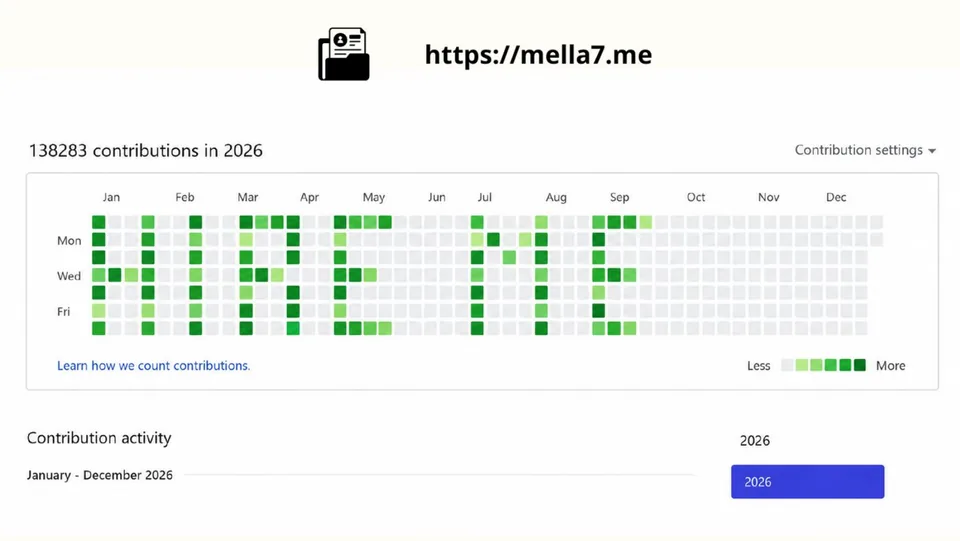 https://mella7.me
138283 contributions in 2026
Contribution settings
Jan Feb Mar Apr May Jun Jul Aug Sep Oct Nov Dec
Mon
Wed
Fri
HIRE ME
Learn how we count contributions.
Less More
Contribution activity
2026
January - December 2026
2026